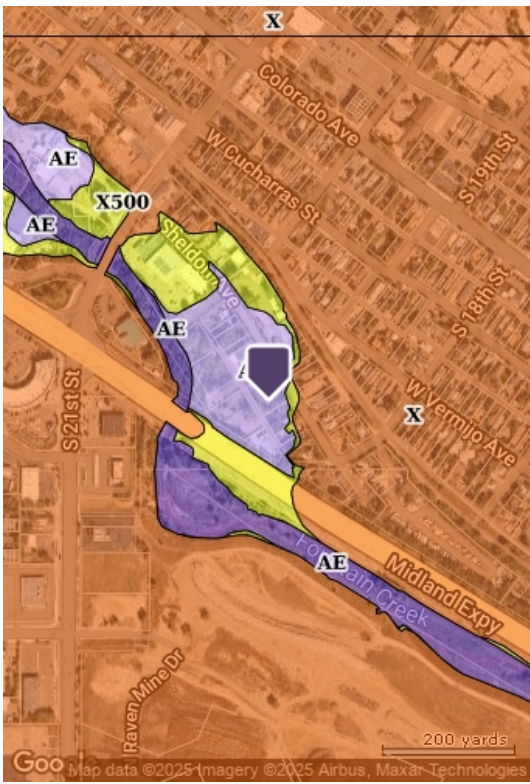 X
Colorado Ave
S 19th St
AE
W Cucharras St
X500
AE
Sheldon Ave
S 18th St
AE
S 21st St
W Vermijo Ave
X
AE
Fountain Creek
Midland Expy
Raven Mine Dr
200 yards
Map data ©2025 Imagery ©2025 Airbus, Maxar Technologies